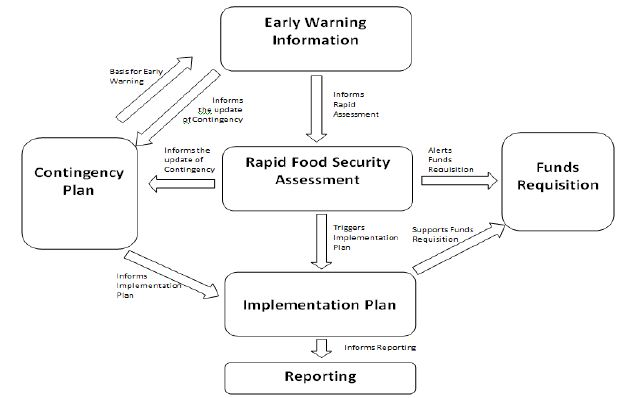 Early Warning
Information
Basis for Early
Warning
Informs
the update
of Contingency
Informs
Rapid
Assessment
Contingency
Plan
Informs the
update of
Contingency
Rapid Food Security
Assessment
Alerts
Funds
Requisition
Funds
Requisition
Triggers
Implementation
Plan
Supports Funds
Requisition
Informs
Implementation
Plan
Implementation Plan
Informs Reporting
Reporting